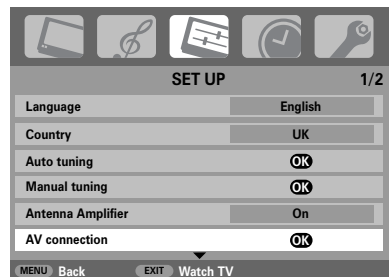 SET UP 1/2
Language English
Country UK
Auto tuning OK
Manual tuning OK
Antenna Amplifier On
AV connection OK
MENU Back EXIT Watch TV